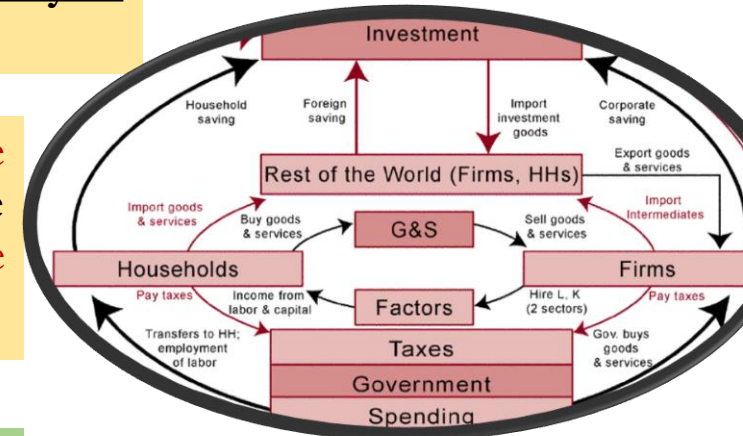 Investment
Household
saving
Foreign
saving
Import
investment
goods
Corporate
saving
Rest of the World (Firms, HHs)
Export goods
& services
Import goods
& services
Buy goods
& services
G&S
Sell goods
& services
Import
Intermediates
Households
Firms
Pay taxes
Income from
labor & capital
Factors
Hire L, K
(2 sectors)
Pay taxes
Transfers to HH;
employment
of labor
Taxes
Gov. buys
goods
& services
Government
Spending